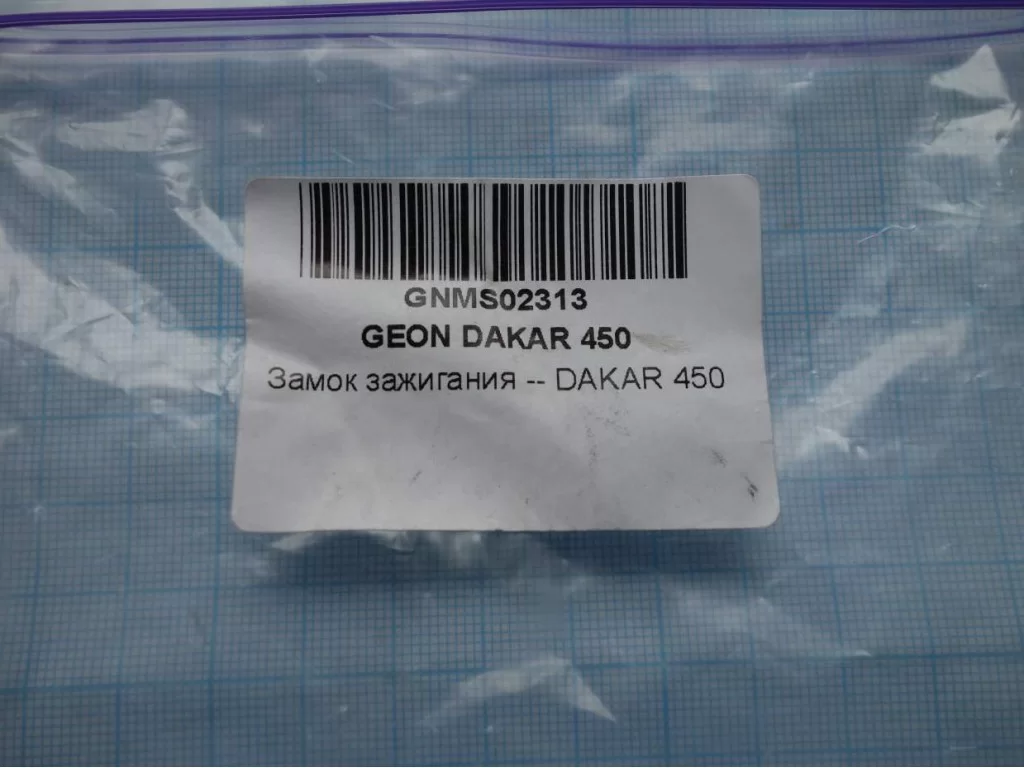 GNMS02313
GEON DAKAR 450
Замок зажигания -- DAKAR 450